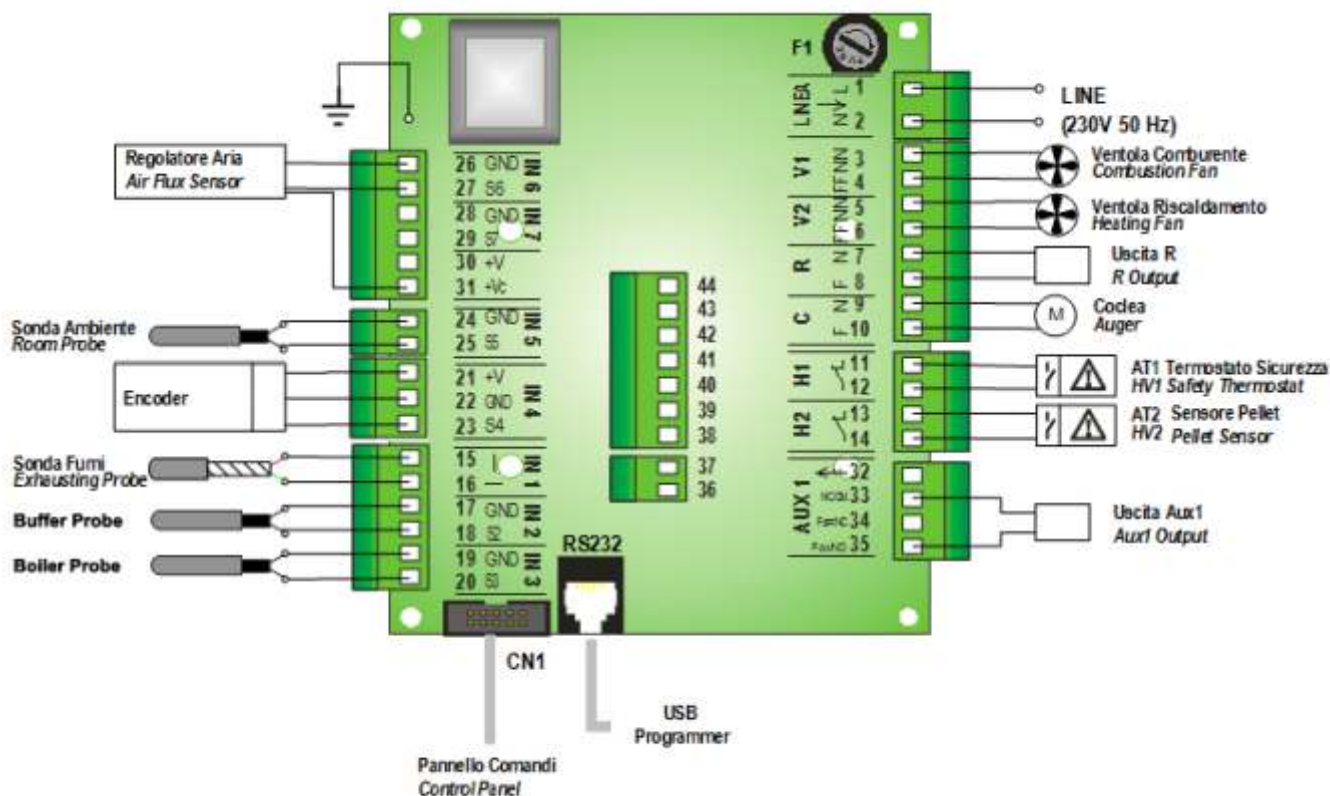 F1
LINEA
L 1
N 2
LINE
(230V 50 Hz)
V1
N 3
F 4
Ventola Comburente
Combustion Fan
V2
N 5
F 6
Ventola Riscaldamento
Heating Fan
R
N 7
F 8
Uscita R
R Output
C
N 9
F 10
M
Coclea
Auger
H1
11
12
AT1 Termostato Sicurezza
HV1 Safety Thermostat
H2
13
14
AT2 Sensore Pellet
HV2 Pellet Sensor
AUX 1
32
33
34
35
Uscita Aux1
Aux1 Output
Regolatore Aria
Air Flux Sensor
26 GND
27 S6
IN 6
28 GND
29 S7
IN 7
30 +V
31 +Vc
Sonda Ambiente
Room Probe
24 GND
25 S5
IN 5
Encoder
21 +V
22 GND
23 S4
IN 4
Sonda Fumi
Exhausting Probe
15
16
IN 1
Buffer Probe
17 GND
18 S2
IN 2
Boiler Probe
19 GND
20 S3
IN 3
44
43
42
41
40
39
38
37
36
RS232
CN1
USB
Programmer
Pannello Comandi
Control Panel